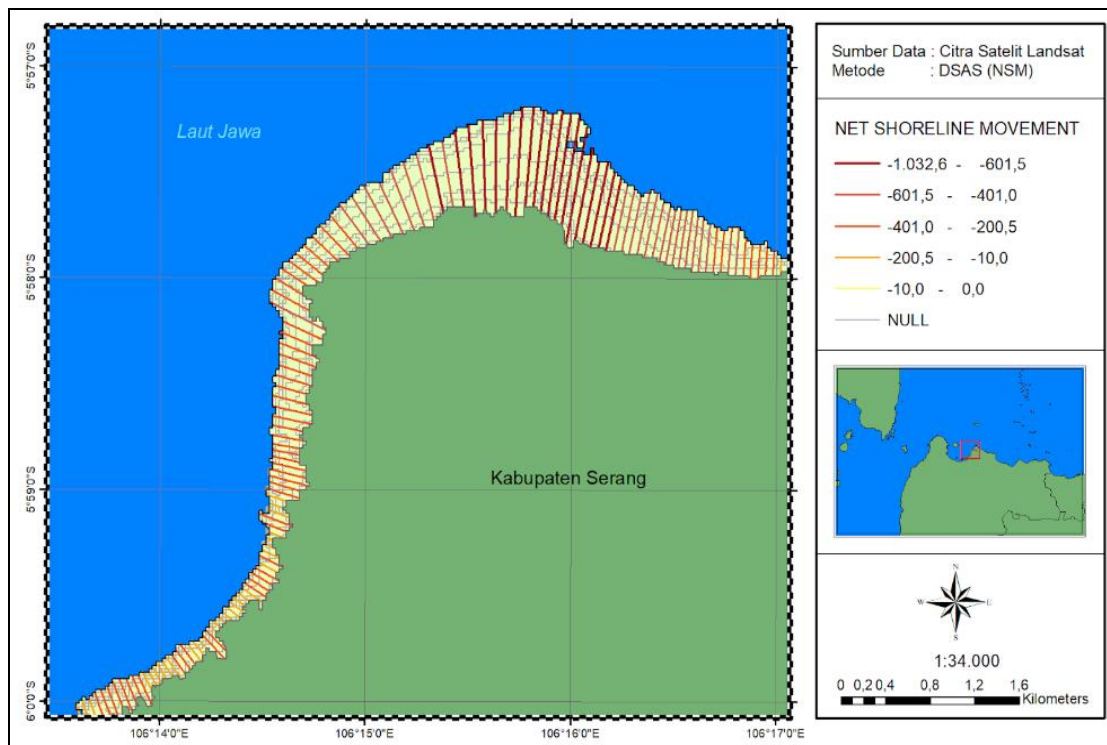 5°57'0"S
5°58'0"S
5°59'0"S
6°0'0"S
Laut Jawa
Kabupaten Serang
106°14'0"E
106°15'0"E
106°16'0"E
106°17'0"E
Sumber Data : Citra Satelit Landsat
Metode : DSAS (NSM)
NET SHORELINE MOVEMENT
-1.032,6 - -601,5
-601,5 - -401,0
-401,0 - -200,5
-200,5 - -10,0
-10,0 - 0,0
NULL
N
W E
S
1:34.000
0 0,2 0,4 0,8 1,2 1,6
Kilometers